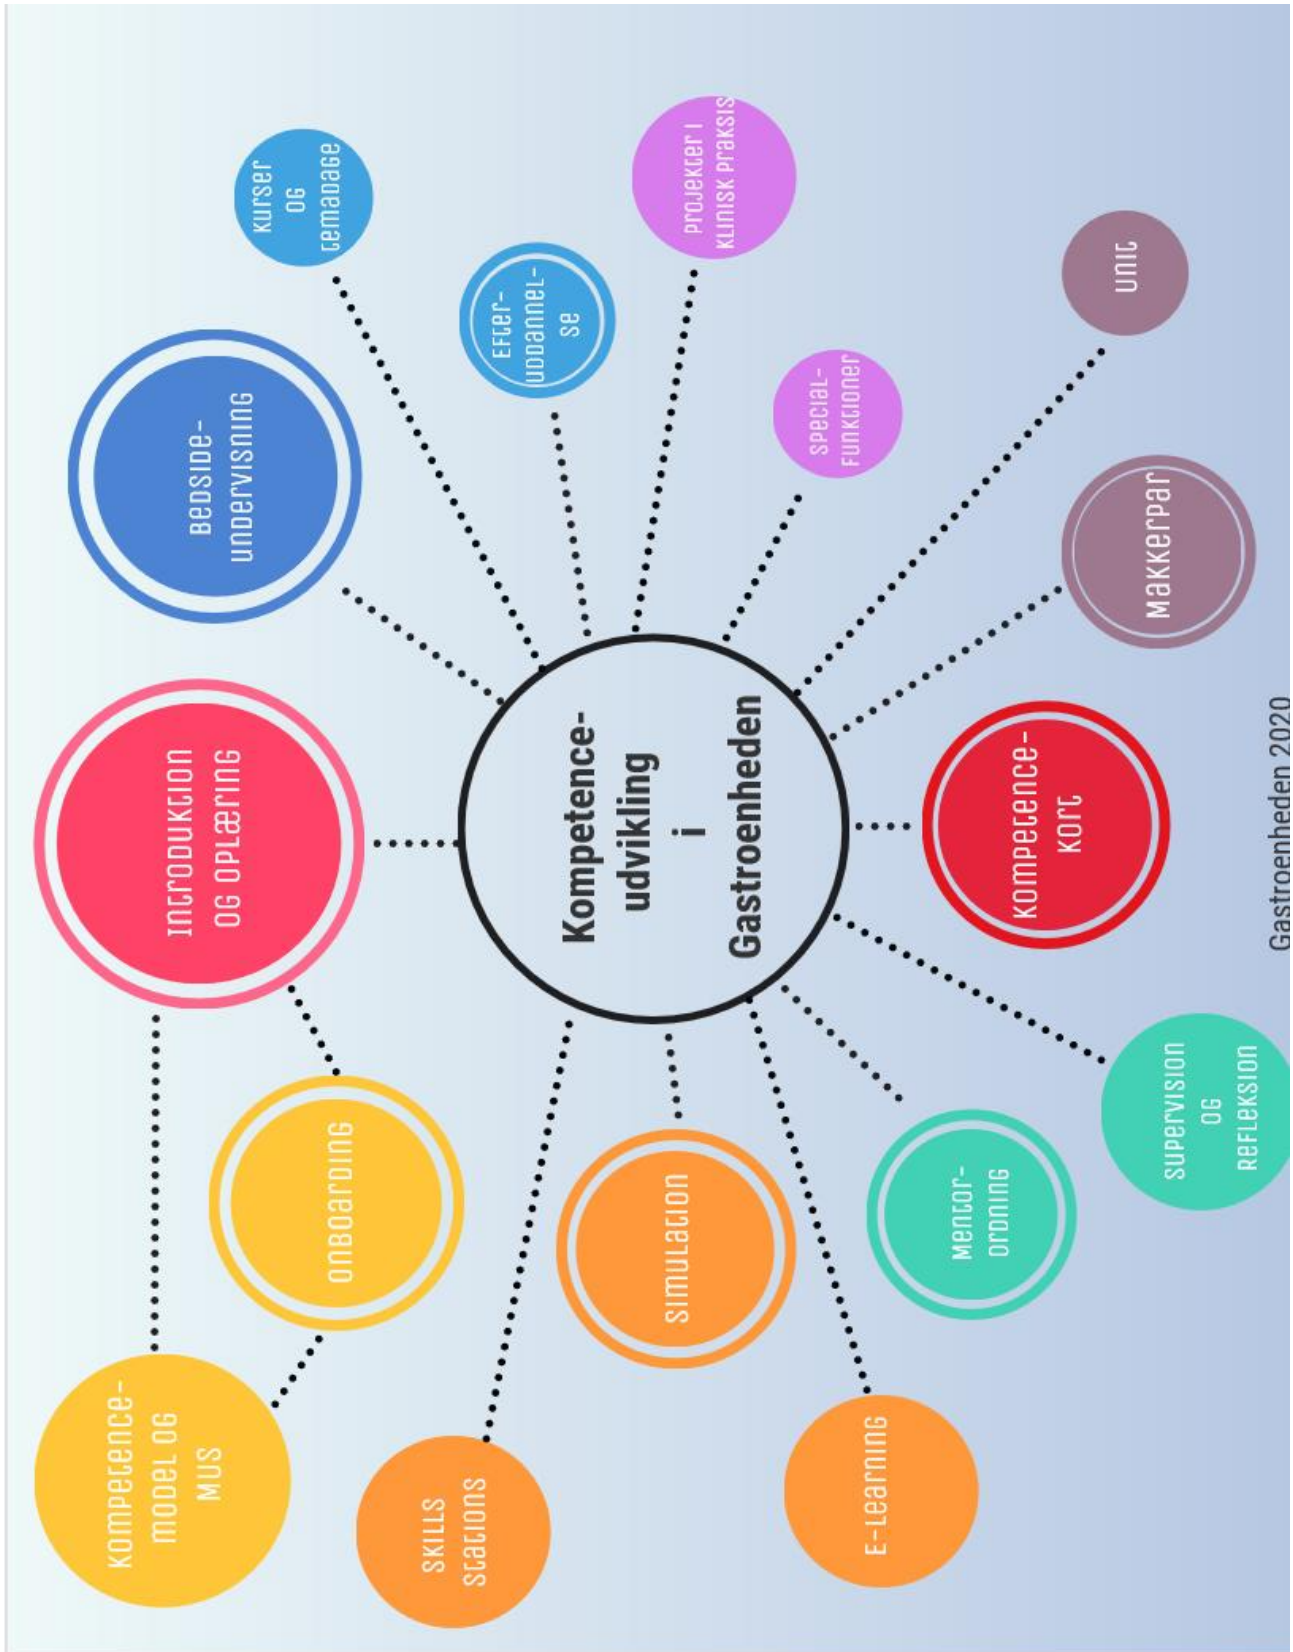 Kompetence-
model og
MUS
Onboarding
Introduktion
og oplæring
Bedside-
undervisning
Kurser
og
temadage
Skills
stations
Simulation
Kompetence-
udvikling
i
Gastroenheden
Efter-
uddannel-
se
Projekter i
klinisk praksis
Special-
funktioner
E-learning
Mentor-
ordning
Supervision
og
refleksion
Kompetence-
kort
Makkerpar
Unit
Gastroenheden 2020